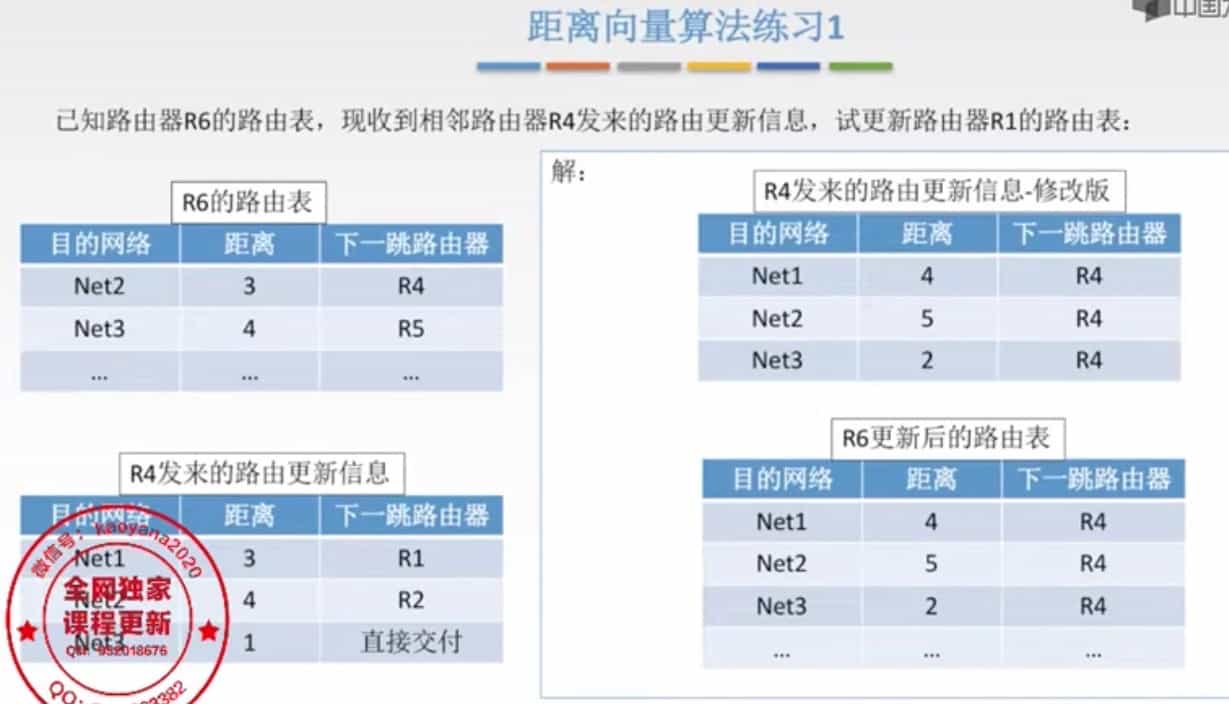 中国大
距离向量算法练习1
已知路由器R6的路由表，现收到相邻路由器R4发来的路由更新信息，试更新路由器R1的路由表：
R6的路由表
目的网络 距离 下一跳路由器
Net2 3 R4
Net3 4 R5
... ... ...
R4发来的路由更新信息
目的网络 距离 下一跳路由器
Net1 3 R1
Net2 4 R2
Net3 1 直接交付
微信号：kaoyana2020
全网独家
课程更新
解：
R4发来的路由更新信息-修改版
目的网络 距离 下一跳路由器
Net1 4 R4
Net2 5 R4
Net3 2 R4
R6更新后的路由表
目的网络 距离 下一跳路由器
Net1 4 R4
Net2 5 R4
Net3 2 R4
... ... ...